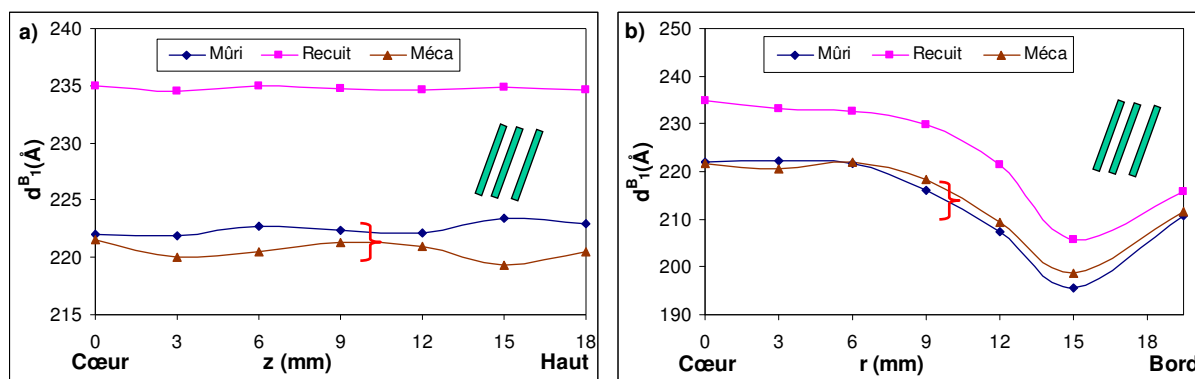 a)
Mûri Recuit Méca
240
235
230
225
220
215
d^B_1(Å)
0 3 6 9 12 15 18
Cœur z (mm) Haut
b)
Mûri Recuit Méca
250
240
230
220
210
200
190
d^B_1(Å)
0 3 6 9 12 15 18
Cœur r (mm) Bord